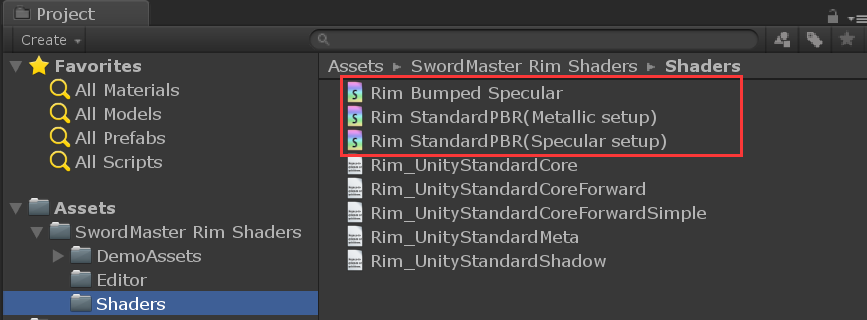 Project
Create
Favorites
All Materials
All Models
All Prefabs
All Scripts
Assets
SwordMaster Rim Shaders
DemoAssets
Editor
Shaders
Assets SwordMaster Rim Shaders Shaders
Rim Bumped Specular
Rim StandardPBR(Metallic setup)
Rim StandardPBR(Specular setup)
Rim_UnityStandardCore
Rim_UnityStandardCoreForward
Rim_UnityStandardCoreForwardSimple
Rim_UnityStandardMeta
Rim_UnityStandardShadow